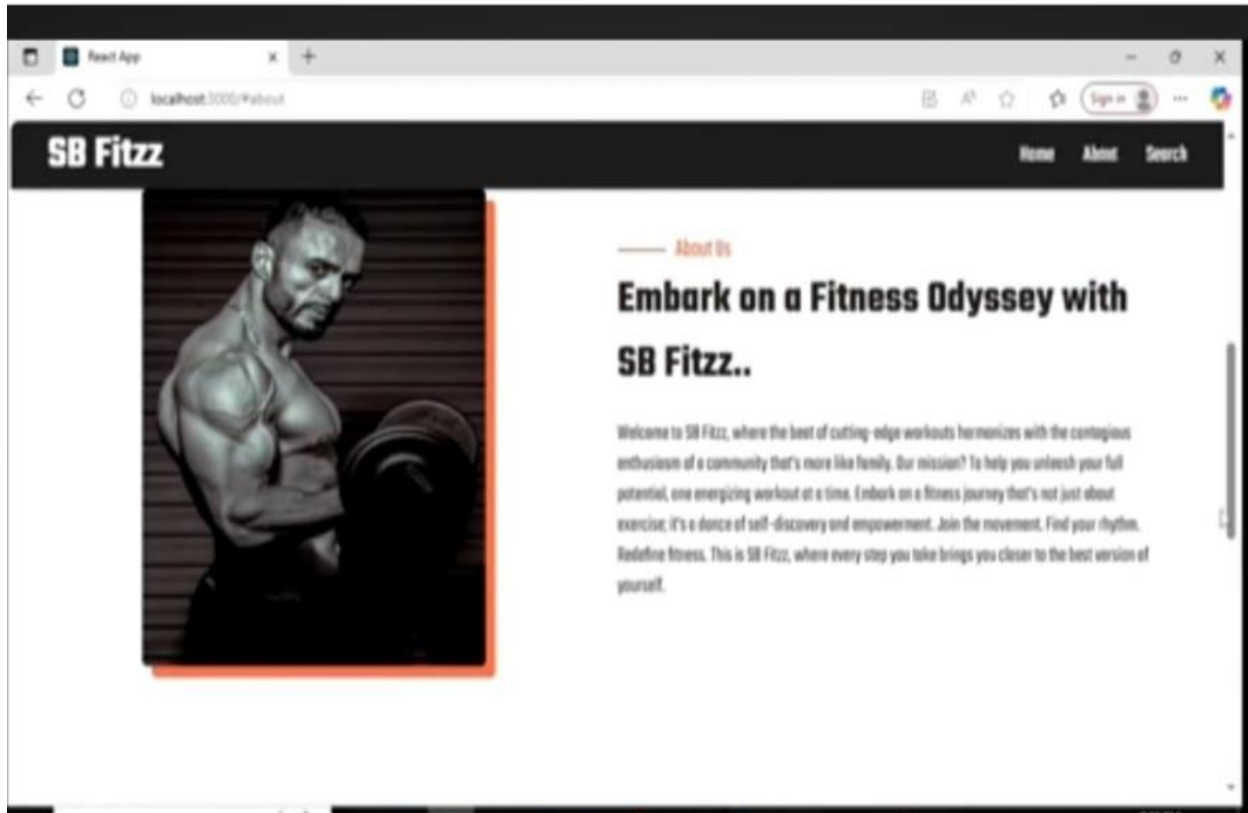 React App
localhost:3000/#about
Sign in
SB Fitzz
Home About Search
About Us
Embark on a Fitness Odyssey with
SB Fitzz..
Welcome to SB Fitzz, where the beat of cutting-edge workouts harmonizes with the contagious
enthusiasm of a community that's more like family. Our mission? To help you unleash your full
potential, one energizing workout at a time. Embark on a fitness journey that's not just about
exercise; it's a dance of self-discovery and empowerment. Join the movement. Find your rhythm.
Redefine fitness. This is SB Fitzz, where every step you take brings you closer to the best version of
yourself.